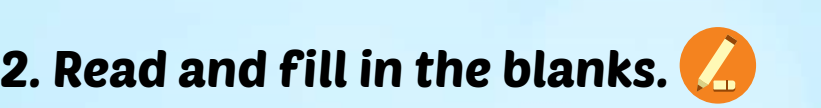 2. Read and fill in the blanks.